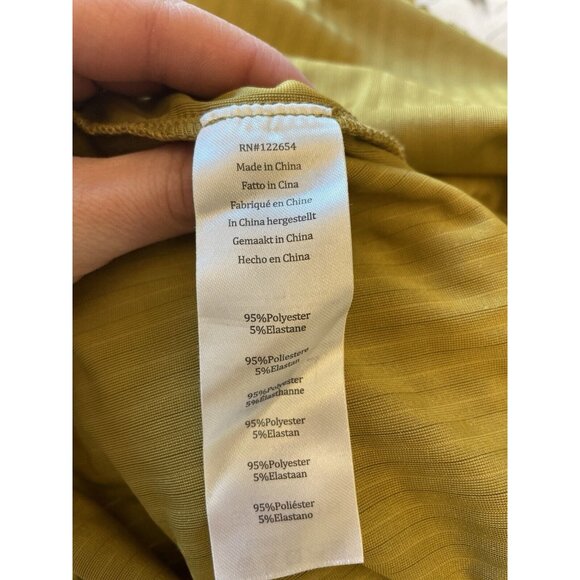 RN#122654
Made in China
Fatto in Cina
Fabriqué en Chine
In China hergestellt
Gemaakt in China
Hecho en China
95%Polyester
5%Elastane
95%Poliestere
5%Elastan
95%Polyester
5%Elasthanne
95%Polyester
5%Elastan
95%Polyester
5%Elastaan
95%Poliéster
5%Elastano